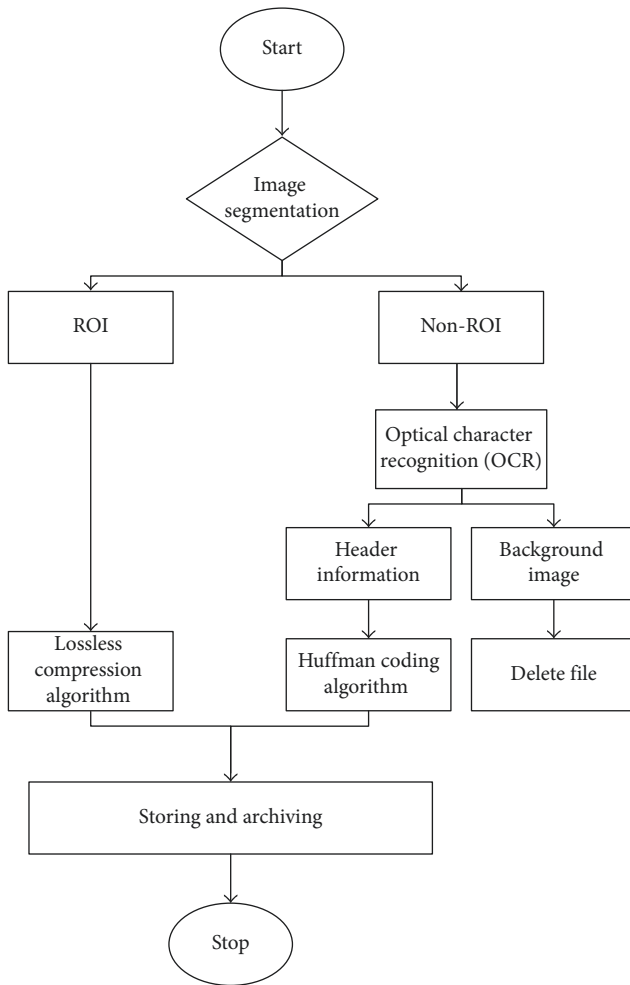 Start
Image
segmentation
ROI
Non-ROI
Optical character
recognition (OCR)
Header
information
Background
image
Lossless
compression
algorithm
Huffman coding
algorithm
Delete file
Storing and archiving
Stop